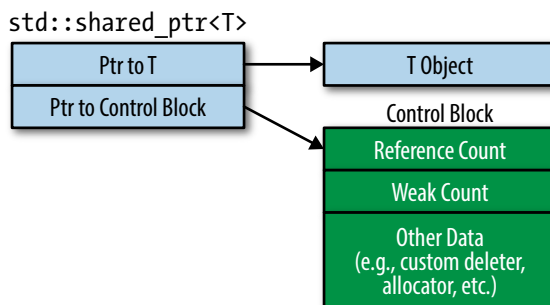 std::shared_ptr<T>
Ptr to T
T Object
Ptr to Control Block
Control Block
Reference Count
Weak Count
Other Data
(e.g., custom deleter,
allocator, etc.)